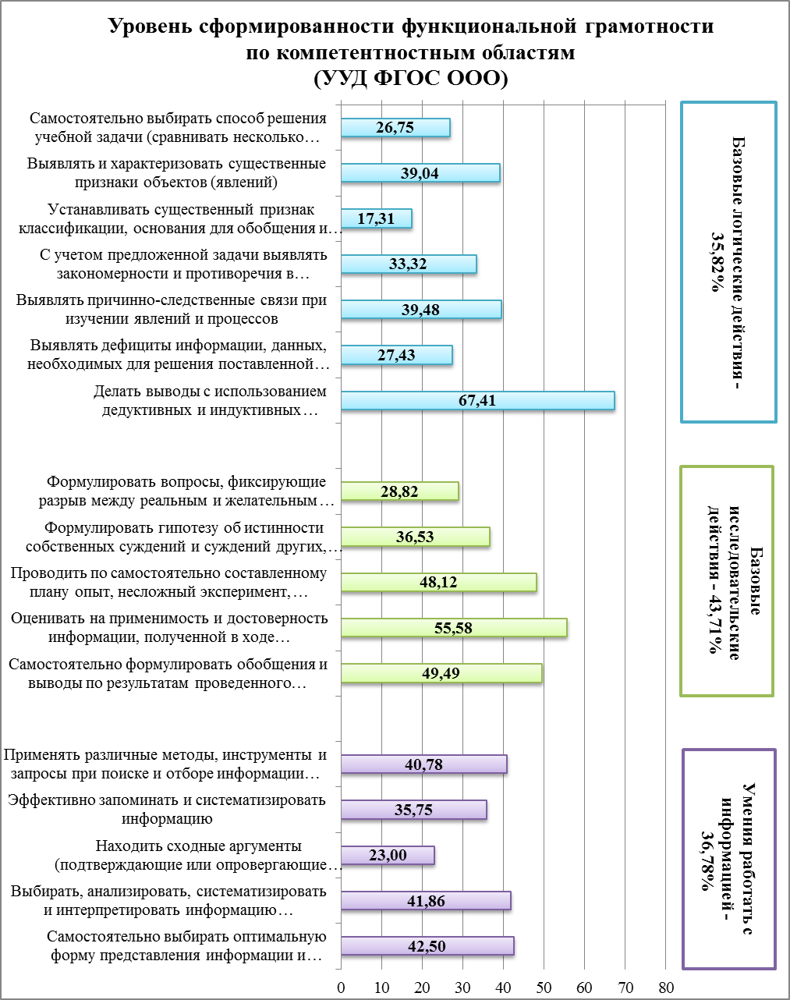 Уровень сформированности функциональной грамотности
по компетентностным областям
(УУД ФГОС ООО)
0 10 20 30 40 50 60 70 80
Самостоятельно выбирать способ решения
учебной задачи (сравнивать несколько…
26,75
Выявлять и характеризовать существенные
признаки объектов (явлений)
39,04
Устанавливать существенный признак
классификации, основания для обобщения и…
17,31
С учетом предложенной задачи выявлять
закономерности и противоречия в…
33,32
Выявлять причинно-следственные связи при
изучении явлений и процессов
39,48
Выявлять дефициты информации, данных,
необходимых для решения поставленной…
27,43
Делать выводы с использованием
дедуктивных и индуктивных…
67,41
Базовые логические действия -
35,82%
Формулировать вопросы, фиксирующие
разрыв между реальным и желательным…
28,82
Формулировать гипотезу об истинности
собственных суждений и суждений других,…
36,53
Проводить по самостоятельно составленному
плану опыт, несложный эксперимент,…
48,12
Оценивать на применимость и достоверность
информации, полученной в ходе…
55,58
Самостоятельно формулировать обобщения и
выводы по результатам проведенного…
49,49
Базовые
исследовательские
действия - 43,71%
Применять различные методы, инструменты и
запросы при поиске и отборе информации…
40,78
Эффективно запоминать и систематизировать
информацию
35,75
Находить сходные аргументы
(подтверждающие или опровергающие…
23,00
Выбирать, анализировать, систематизировать
и интерпретировать информацию…
41,86
Самостоятельно выбирать оптимальную
форму представления информации и…
42,50
Умения работать с
информацией -
36,78%
0 10 20 30 40 50 60 70 80